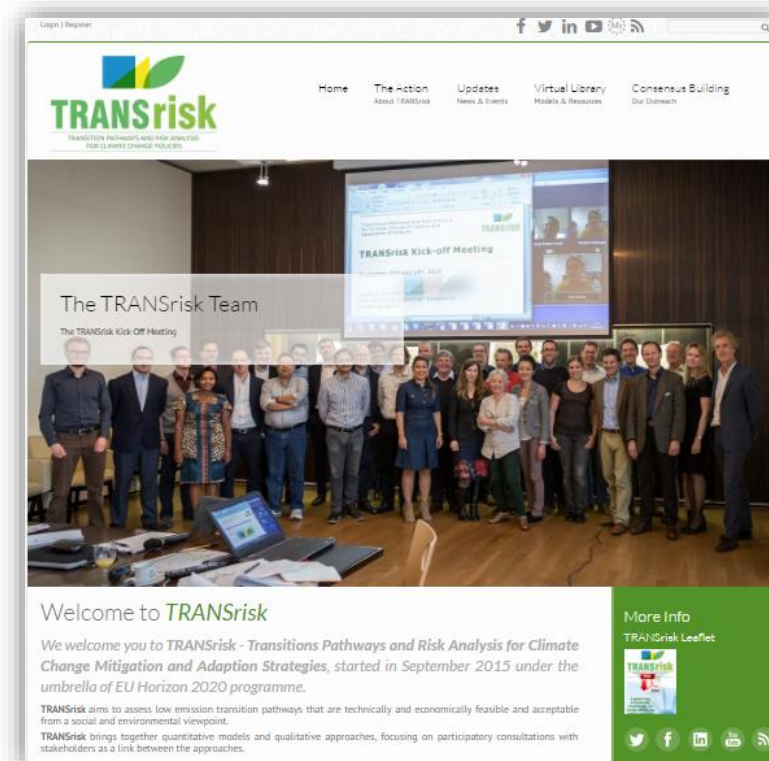 Login | Register
Home
The Action
Updates
Virtual Library
Consensus Building
About TRANSrisk
News & Events
Models & Resources
Our Outreach
TRANSrisk
TRANSITION PATHWAYS AND RISK ANALYSIS
FOR CLIMATE CHANGE POLICIES
TRANSrisk
TRANSrisk Kick-off Meeting
The TRANSrisk Team
The TRANSrisk Kick Off Meeting
Welcome to TRANSrisk
We welcome you to TRANSrisk - Transitions Pathways and Risk Analysis for Climate
Change Mitigation and Adaption Strategies, started in September 2015 under the
umbrella of EU Horizon 2020 programme.
TRANSrisk aims to assess low emission transition pathways that are technically and economically feasible and acceptable
from a social and environmental viewpoint.
TRANSrisk brings together quantitative models and qualitative approaches, focusing on participatory consultations with
stakeholders as a link between the approaches.
More Info
TRANSrisk Leaflet
TRANSrisk
You
Tube